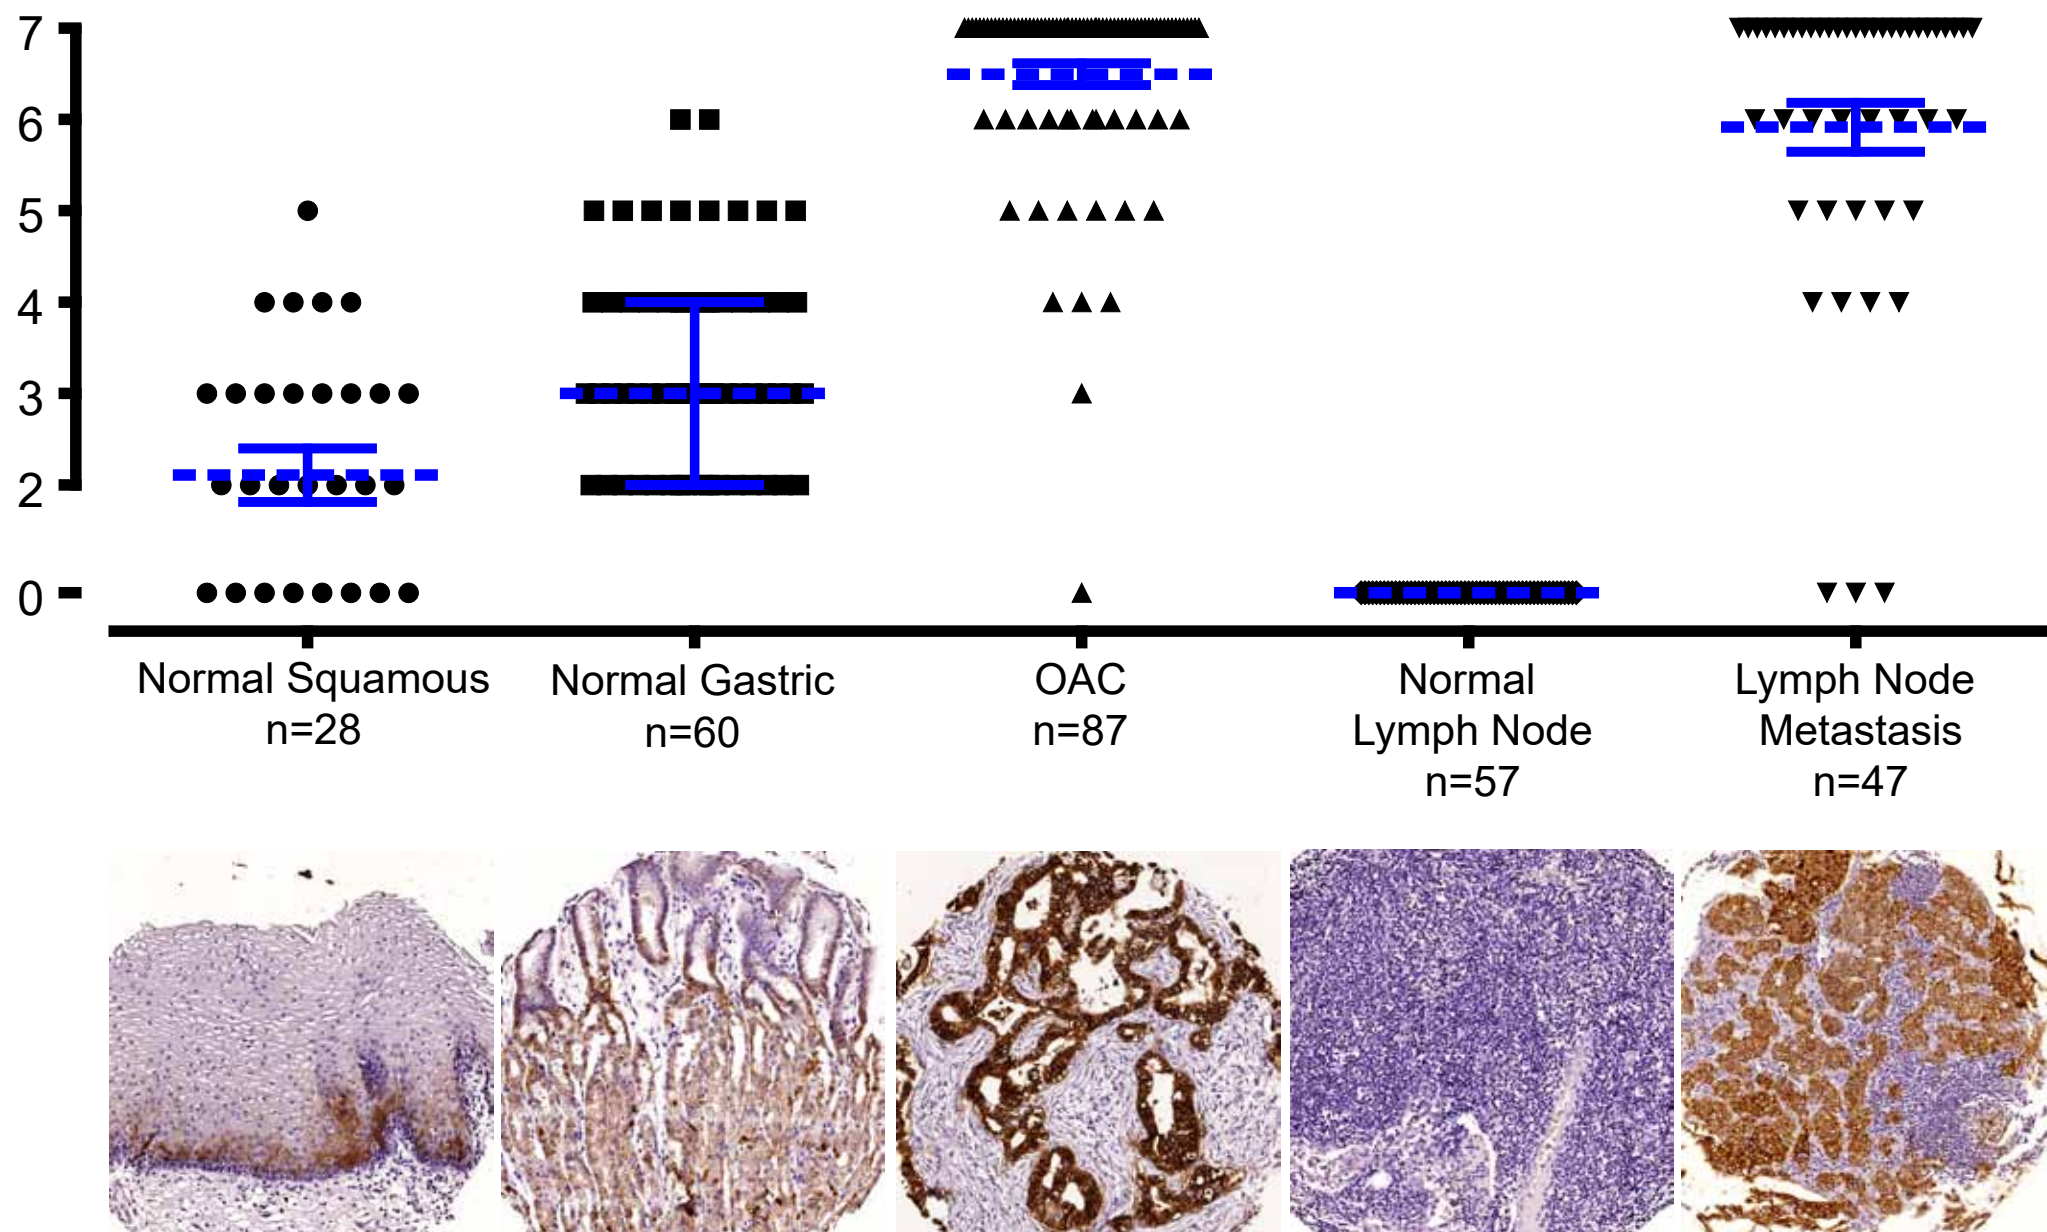 7
6
5
4
3
2
0
Normal Squamous
n=28
Normal Gastric
n=60
OAC
n=87
Normal
Lymph Node
n=57
Lymph Node
Metastasis
n=47